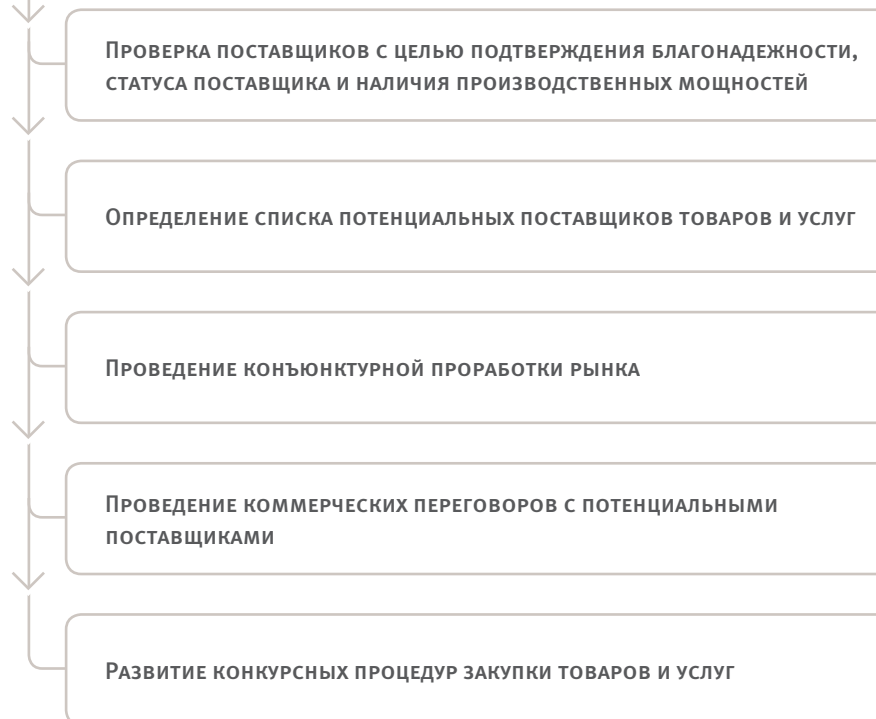 Проверка поставщиков с целью подтверждения благонадежности,
статуса поставщика и наличия производственных мощностей
Определение списка потенциальных поставщиков товаров и услуг
Проведение конъюнктурной проработки рынка
Проведение коммерческих переговоров с потенциальными
поставщиками
Развитие конкурсных процедур закупки товаров и услуг